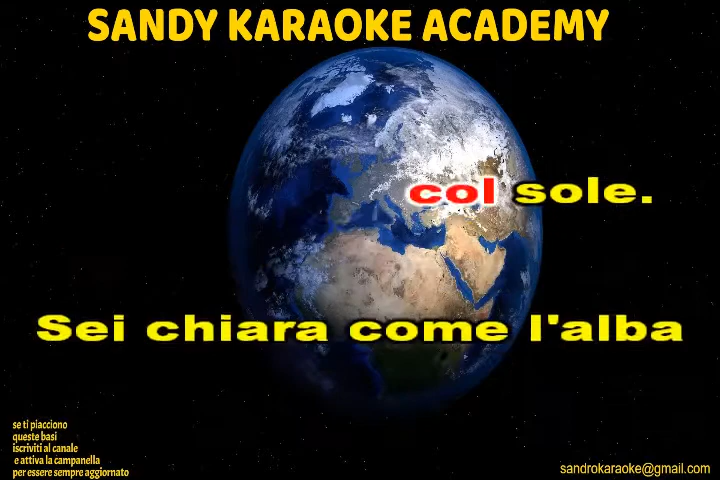 SANDY KARAOKE ACADEMY
col sole.
Sei chiara come l'alba
se ti piacciono
queste basi
iscriviti al canale
e attiva la campanella
per essere sempre aggiornato
sandrokaraoke@gmail.com